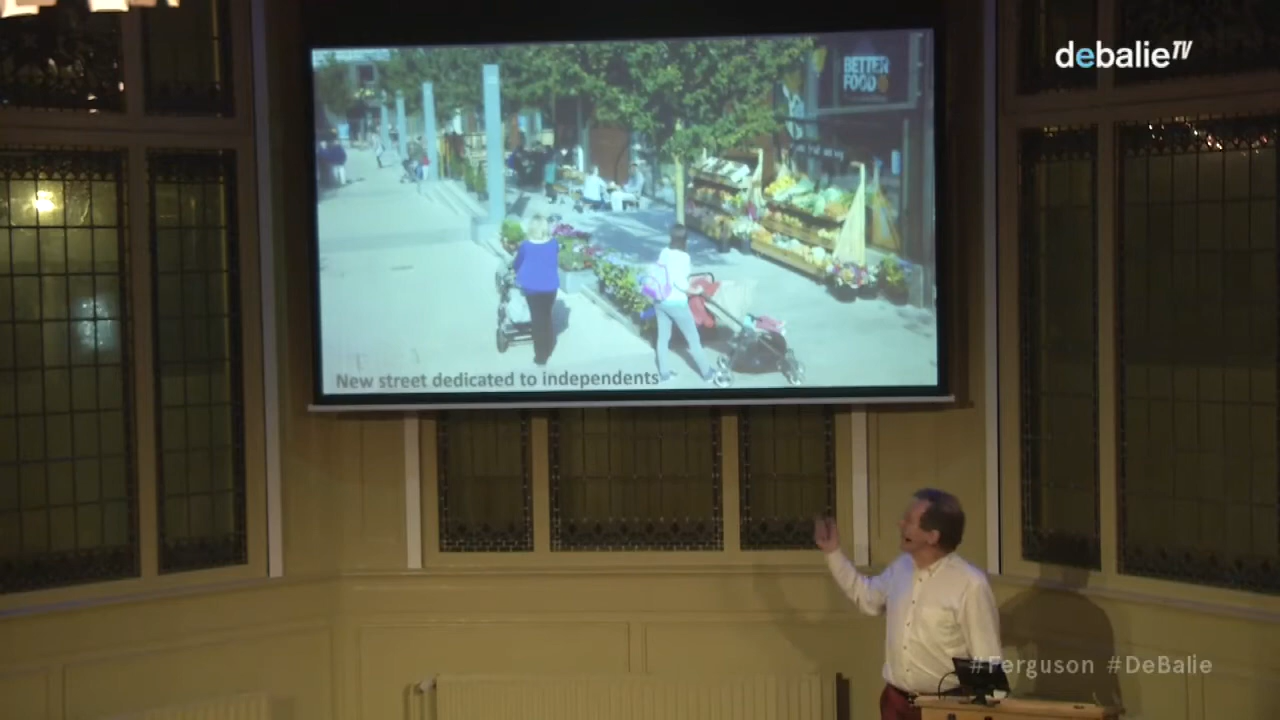 debalieTV
BETTER
FOOD
New street dedicated to independents
#Ferguson #DeBalie